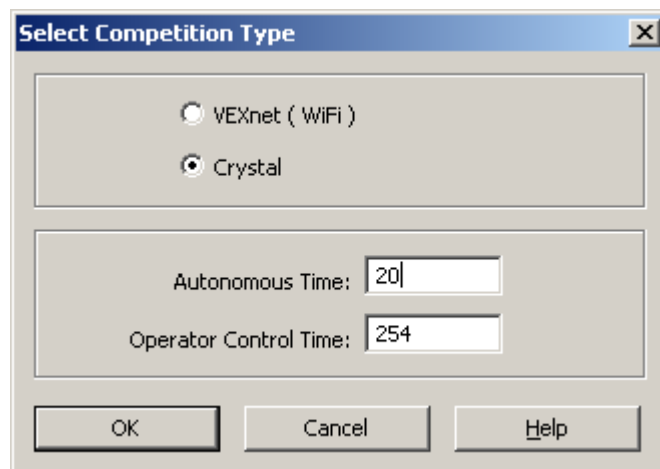 Select Competition Type
VEXnet ( WiFi )
Crystal
Autonomous Time: 20
Operator Control Time: 254
OK Cancel Help